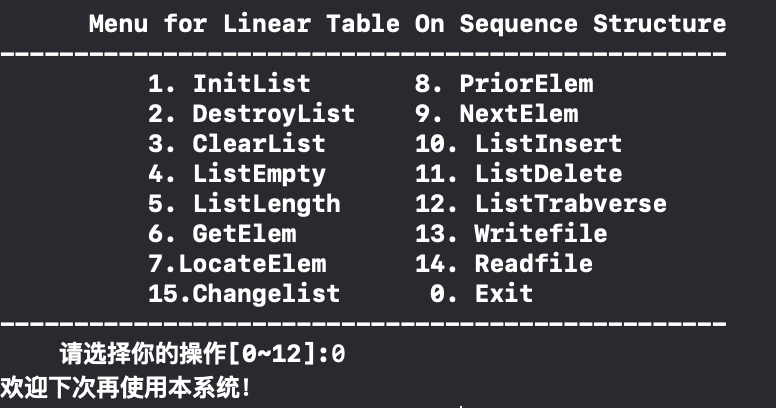 Menu for Linear Table On Sequence Structure
-------------------------------------------------
1. InitList 8. PriorElem
2. DestroyList 9. NextElem
3. ClearList 10. ListInsert
4. ListEmpty 11. ListDelete
5. ListLength 12. ListTrabverse
6. GetElem 13. Writefile
7.LocateElem 14. Readfile
15.Changelist 0. Exit
-------------------------------------------------
请选择你的操作[0~12]:0
欢迎下次再使用本系统!